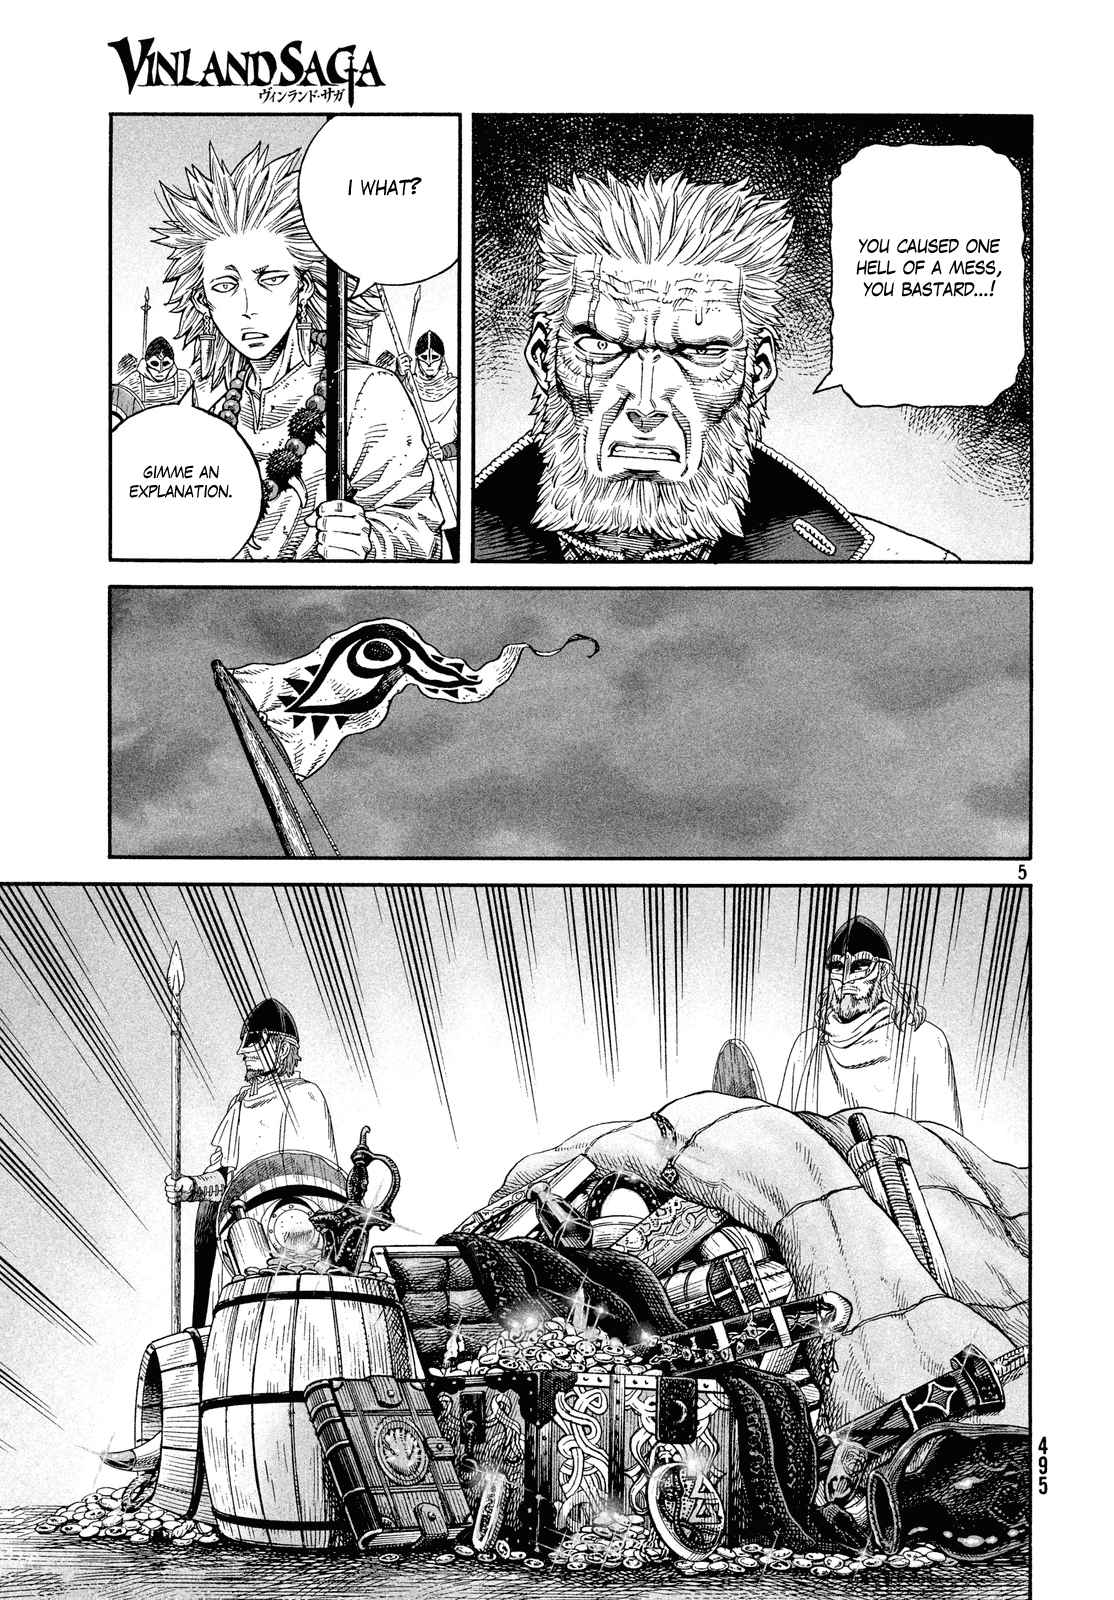 VINLAND SAGA
ヴィンランド・サガ
YOU CAUSED ONE
HELL OF A MESS,
YOU BASTARD...!
I WHAT?
GIMME AN
EXPLANATION.
5
495